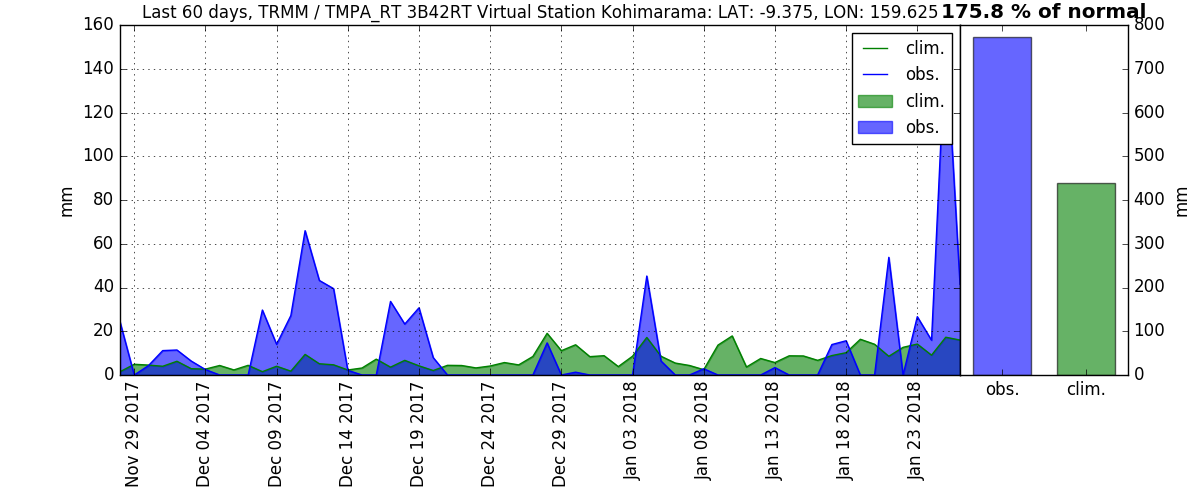 Last 60 days, TRMM / TMPA_RT 3B42RT Virtual Station Kohimarama: LAT: -9.375, LON: 159.625
175.8 % of normal
160
140
120
100
80
60
40
20
0
mm
clim.
obs.
clim.
obs.
800
700
600
500
400
300
200
100
0
mm
Nov 29 2017
Dec 04 2017
Dec 09 2017
Dec 14 2017
Dec 19 2017
Dec 24 2017
Dec 29 2017
Jan 03 2018
Jan 08 2018
Jan 13 2018
Jan 18 2018
Jan 23 2018
obs.
clim.